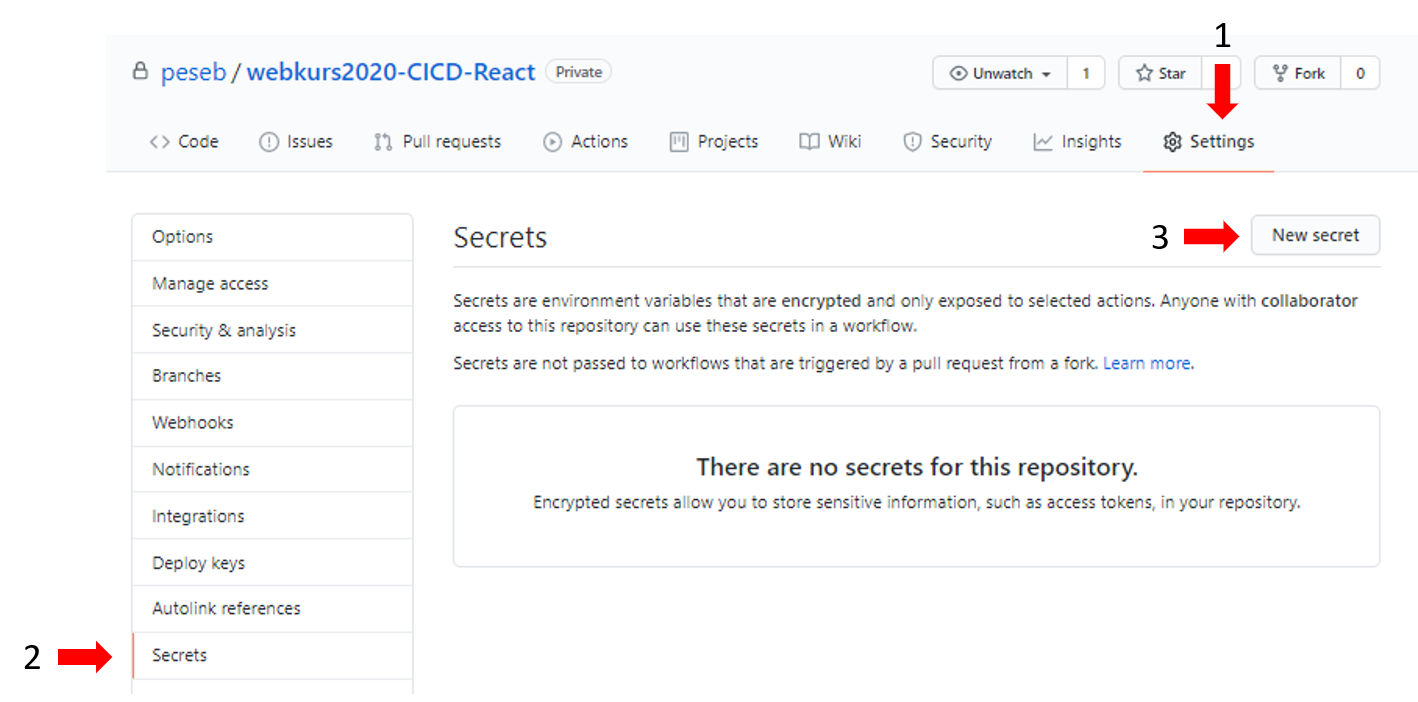 1
peseb / webkurs2020-CICD-React Private
Unwatch 1 Star Fork 0
Code Issues Pull requests Actions Projects Wiki Security Insights Settings
Options
Manage access
Security & analysis
Branches
Webhooks
Notifications
Integrations
Deploy keys
Autolink references
2 Secrets
Secrets
3 New secret
Secrets are environment variables that are encrypted and only exposed to selected actions. Anyone with collaborator
access to this repository can use these secrets in a workflow.
Secrets are not passed to workflows that are triggered by a pull request from a fork. Learn more.
There are no secrets for this repository.
Encrypted secrets allow you to store sensitive information, such as access tokens, in your repository.